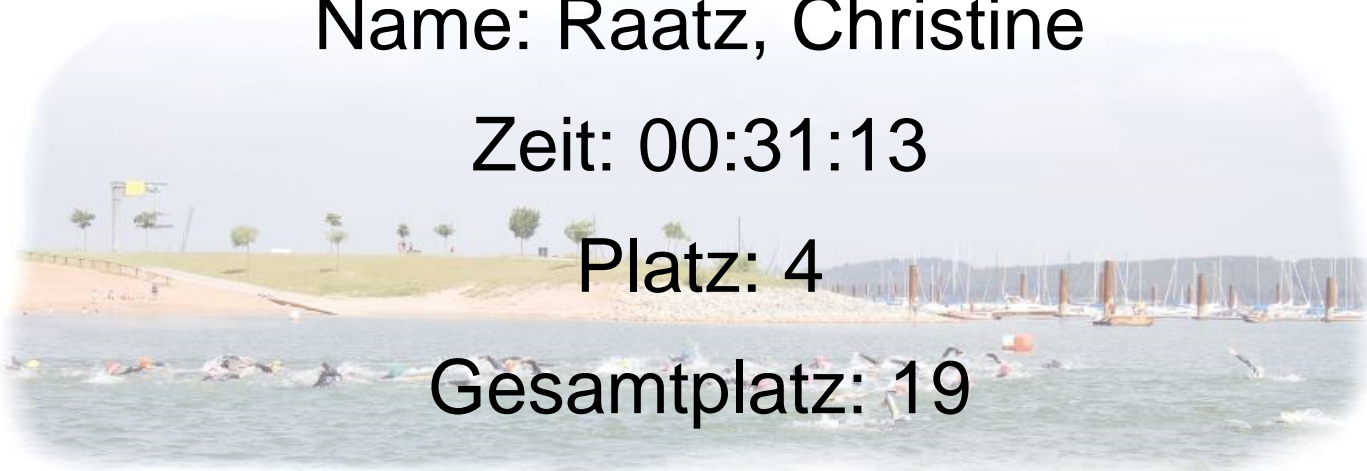 Name: Raatz, Christine
Zeit: 00:31:13
Platz: 4
Gesamtplatz: 19